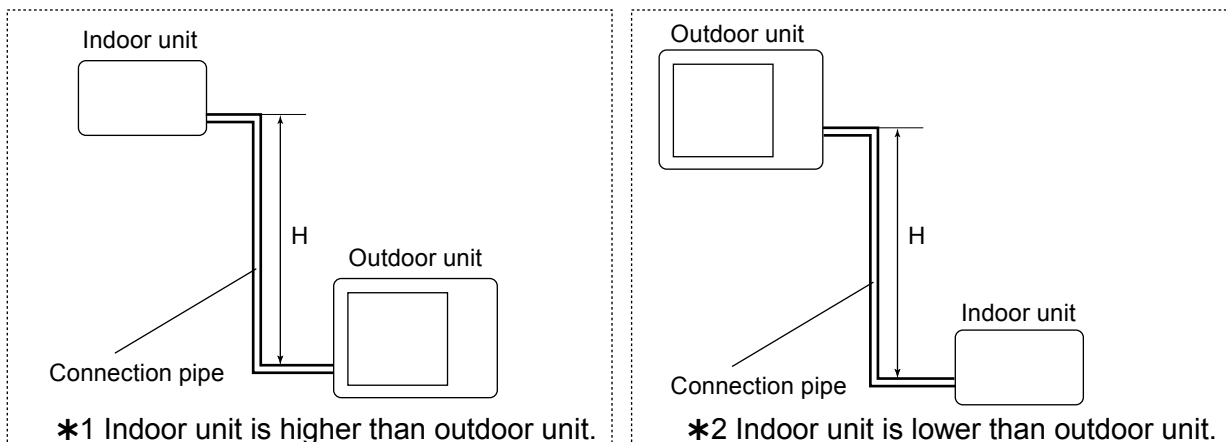 Indoor unit
H
Outdoor unit
Connection pipe
✱1 Indoor unit is higher than outdoor unit.
Outdoor unit
H
Indoor unit
Connection pipe
✱2 Indoor unit is lower than outdoor unit.